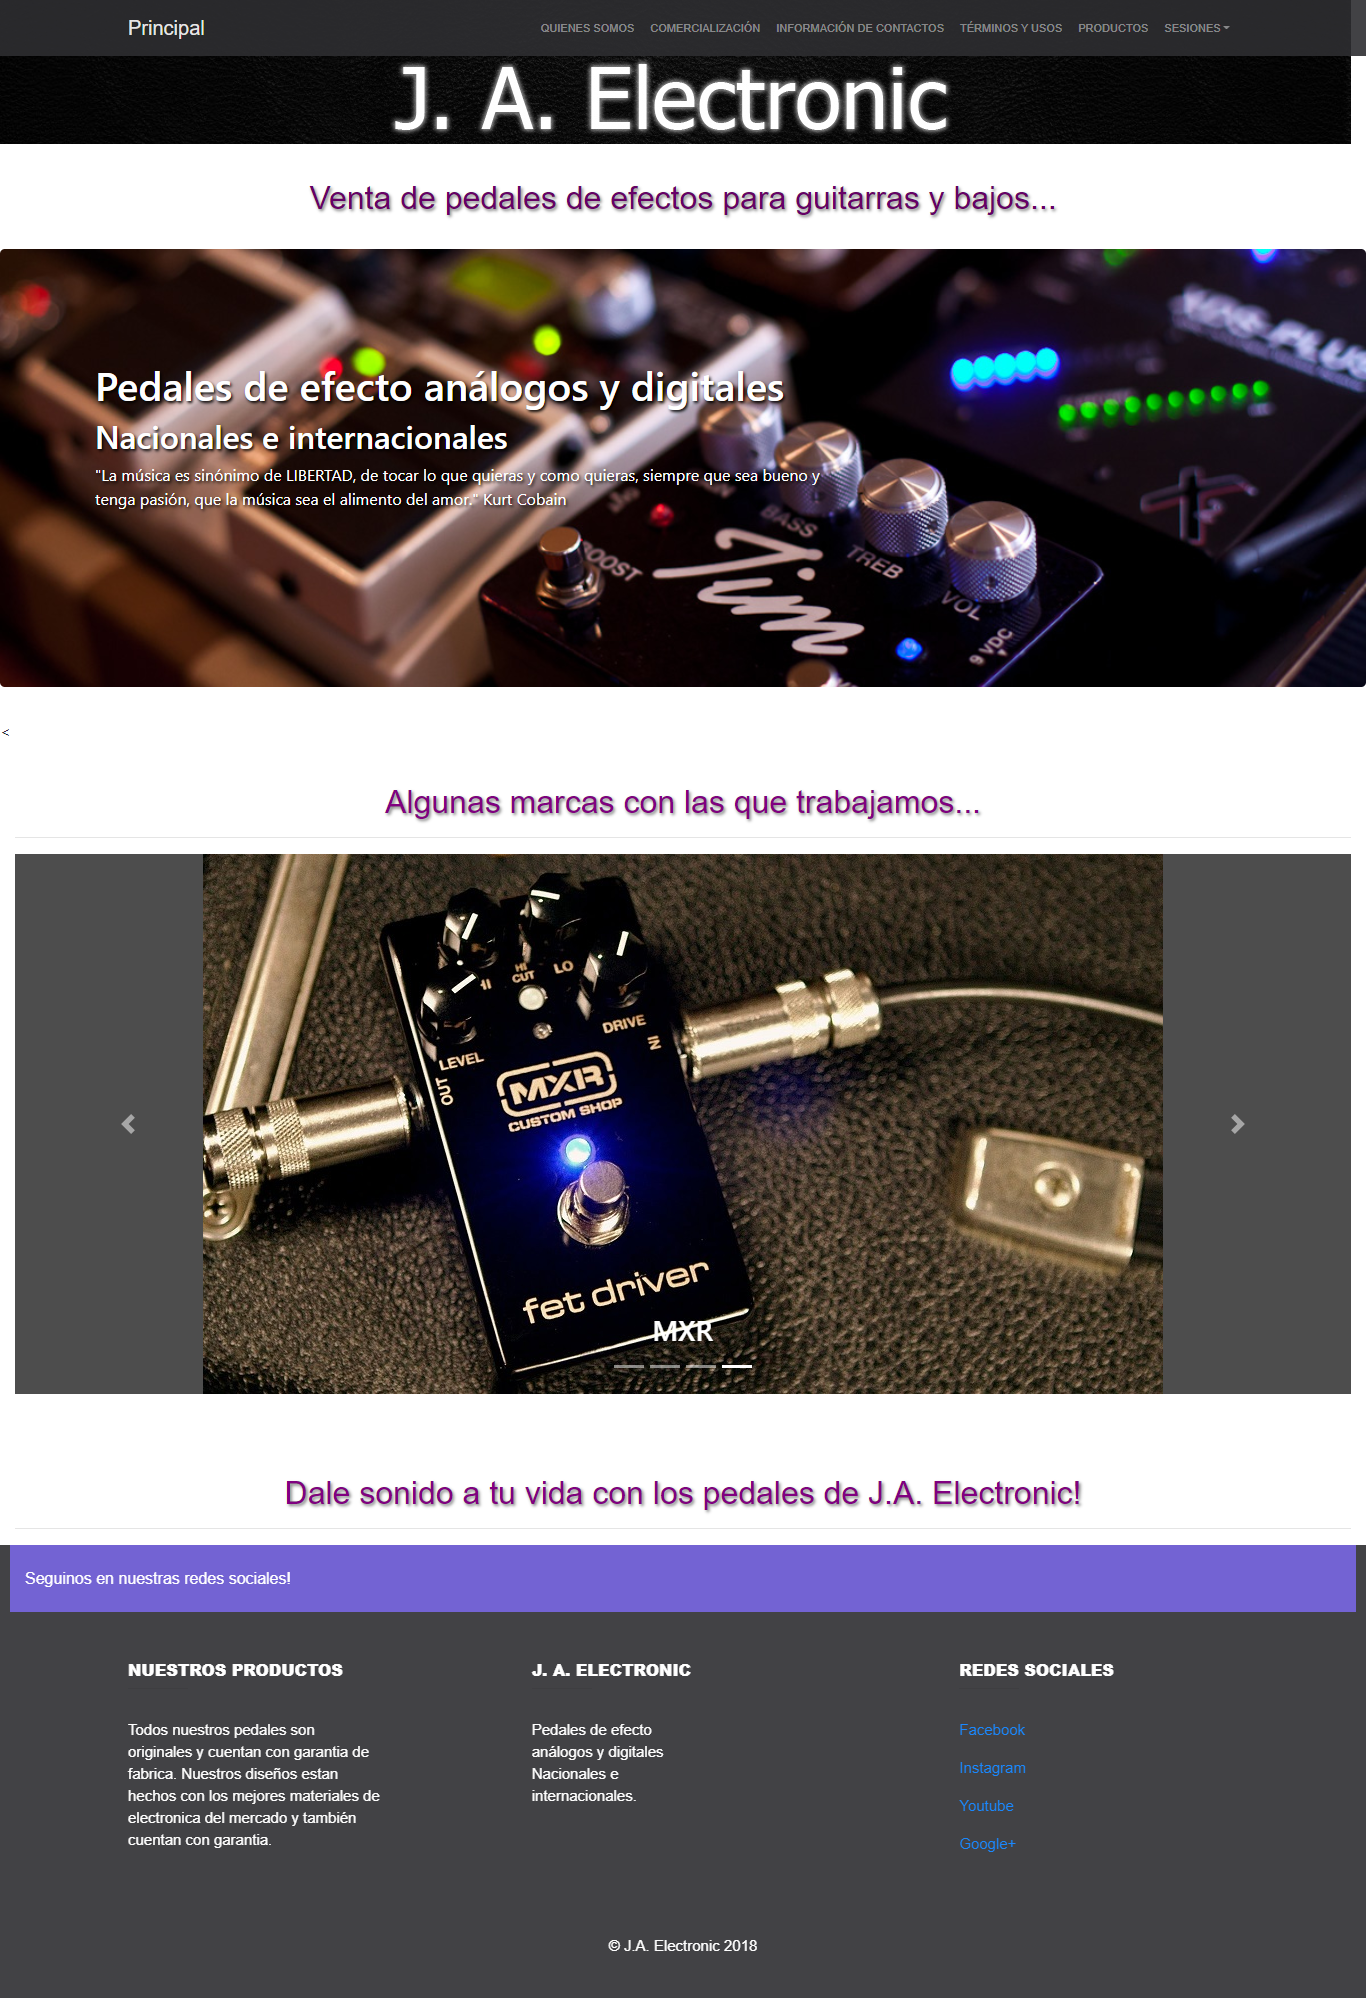 Principal
QUIENES SOMOS COMERCIALIZACIÓN INFORMACIÓN DE CONTACTOS TÉRMINOS Y USOS PRODUCTOS SESIONES
J. A. Electronic
Venta de pedales de efectos para guitarras y bajos...
Pedales de efecto análogos y digitales
Nacionales e internacionales
"La música es sinónimo de LIBERTAD, de tocar lo que quieras y como quieras, siempre que sea bueno y
tenga pasión, que la música sea el alimento del amor." Kurt Cobain
BOOST
BASS
TREB
VOL
9 VDC
Jim
<
Algunas marcas con las que trabajamos...
HI
HI CUT
LO
LEVEL
DRIVE
OUT
IN
MXR
CUSTOM SHOP
fet driver
MXR
Dale sonido a tu vida con los pedales de J.A. Electronic!
Seguinos en nuestras redes sociales!
NUESTROS PRODUCTOS
Todos nuestros pedales son
originales y cuentan con garantia de
fabrica. Nuestros diseños estan
hechos con los mejores materiales de
electronica del mercado y también
cuentan con garantia.
J. A. ELECTRONIC
Pedales de efecto
análogos y digitales
Nacionales e
internacionales.
REDES SOCIALES
Facebook
Instagram
Youtube
Google+
© J.A. Electronic 2018